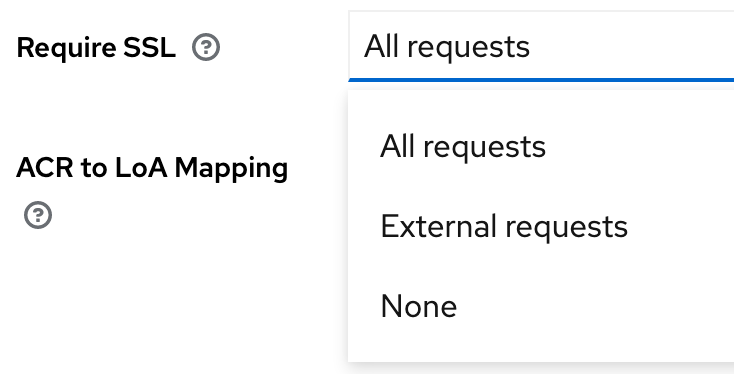 Require SSL
All requests
All requests
ACR to LoA Mapping
External requests
None